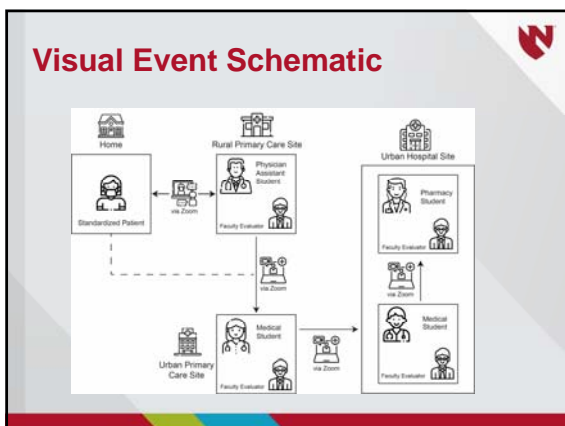 Visual Event Schematic
Home
Rural Primary Care Site
Urban Hospital Site
Standardized Patient
via Zoom
Physician
Assistant
Student
Faculty Evaluator
Pharmacy
Student
Faculty Evaluator
via Zoom
via Zoom
Urban Primary
Care Site
Medical
Student
Faculty Evaluator
via Zoom
Medical
Student
Faculty Evaluator